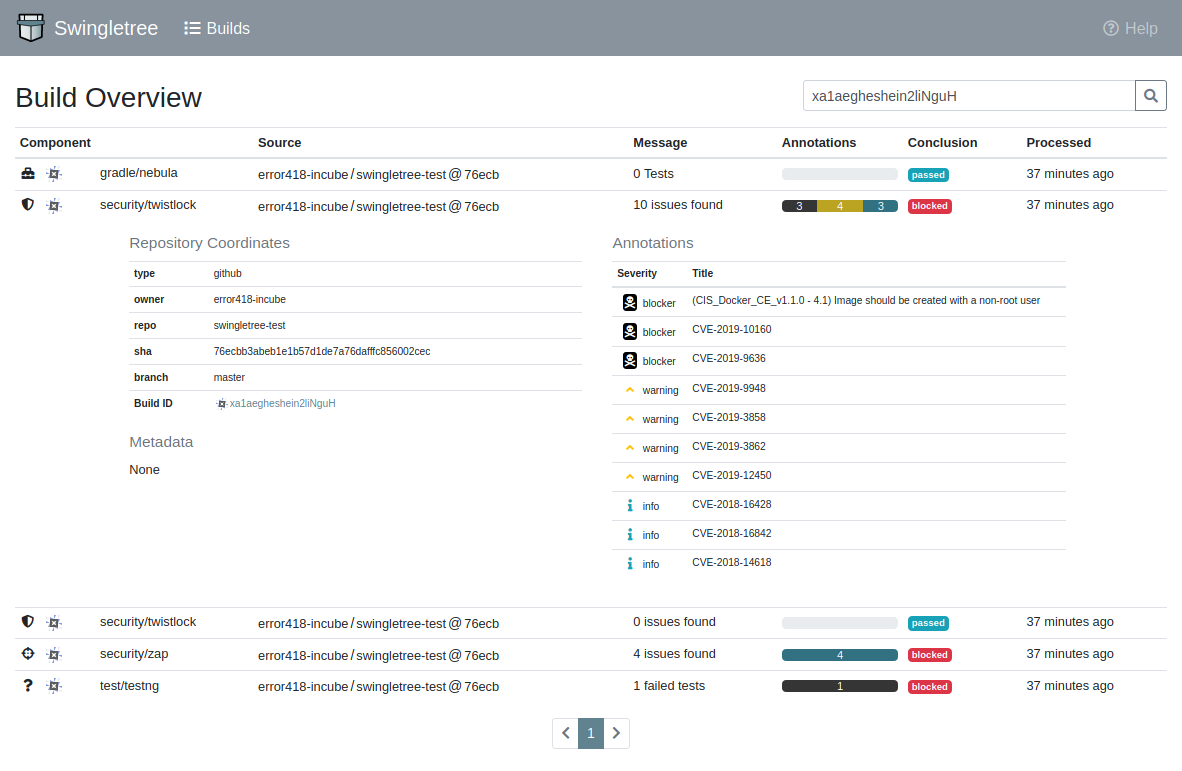 Swingletree Builds Help
Build Overview xa1aegheshein2liNguH
Component Source Message Annotations Conclusion Processed
gradle/nebula error418-incube / swingletree-test @ 76ecb 0 Tests passed 37 minutes ago
security/twistlock error418-incube / swingletree-test @ 76ecb 10 issues found 3 4 3 blocked 37 minutes ago
Repository Coordinates
type github
owner error418-incube
repo swingletree-test
sha 76ecbb3abeb1e1b57d1de7a76dafffc856002cec
branch master
Build ID xa1aegheshein2liNguH
Metadata
None
Annotations
Severity Title
blocker (CIS_Docker_CE_v1.1.0 - 4.1) Image should be created with a non-root user
blocker CVE-2019-10160
blocker CVE-2019-9636
warning CVE-2019-9948
warning CVE-2019-3858
warning CVE-2019-3862
warning CVE-2019-12450
info CVE-2018-16428
info CVE-2018-16842
info CVE-2018-14618
security/twistlock error418-incube / swingletree-test @ 76ecb 0 issues found passed 37 minutes ago
security/zap error418-incube / swingletree-test @ 76ecb 4 issues found 4 blocked 37 minutes ago
test/testng error418-incube / swingletree-test @ 76ecb 1 failed tests 1 blocked 37 minutes ago
1